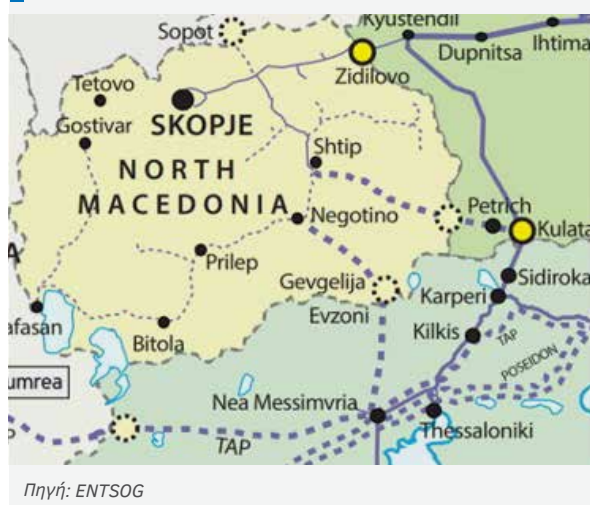 Kyustendil
Sopot
Dupnitsa
Ihtima
Zidilovo
Tetovo
Gostivar
SKOPJE
Shtip
NORTH
MACEDONIA
Negotino
Petrich
Kulata
Prilep
Gevgelija
Sidiroka
Karperi
Evzoni
afasan
Bitola
Kilkis
TAP
umrea
POSEIDON
Nea Messimvria
TAP
Thessaloniki
Πηγή: ENTSOG